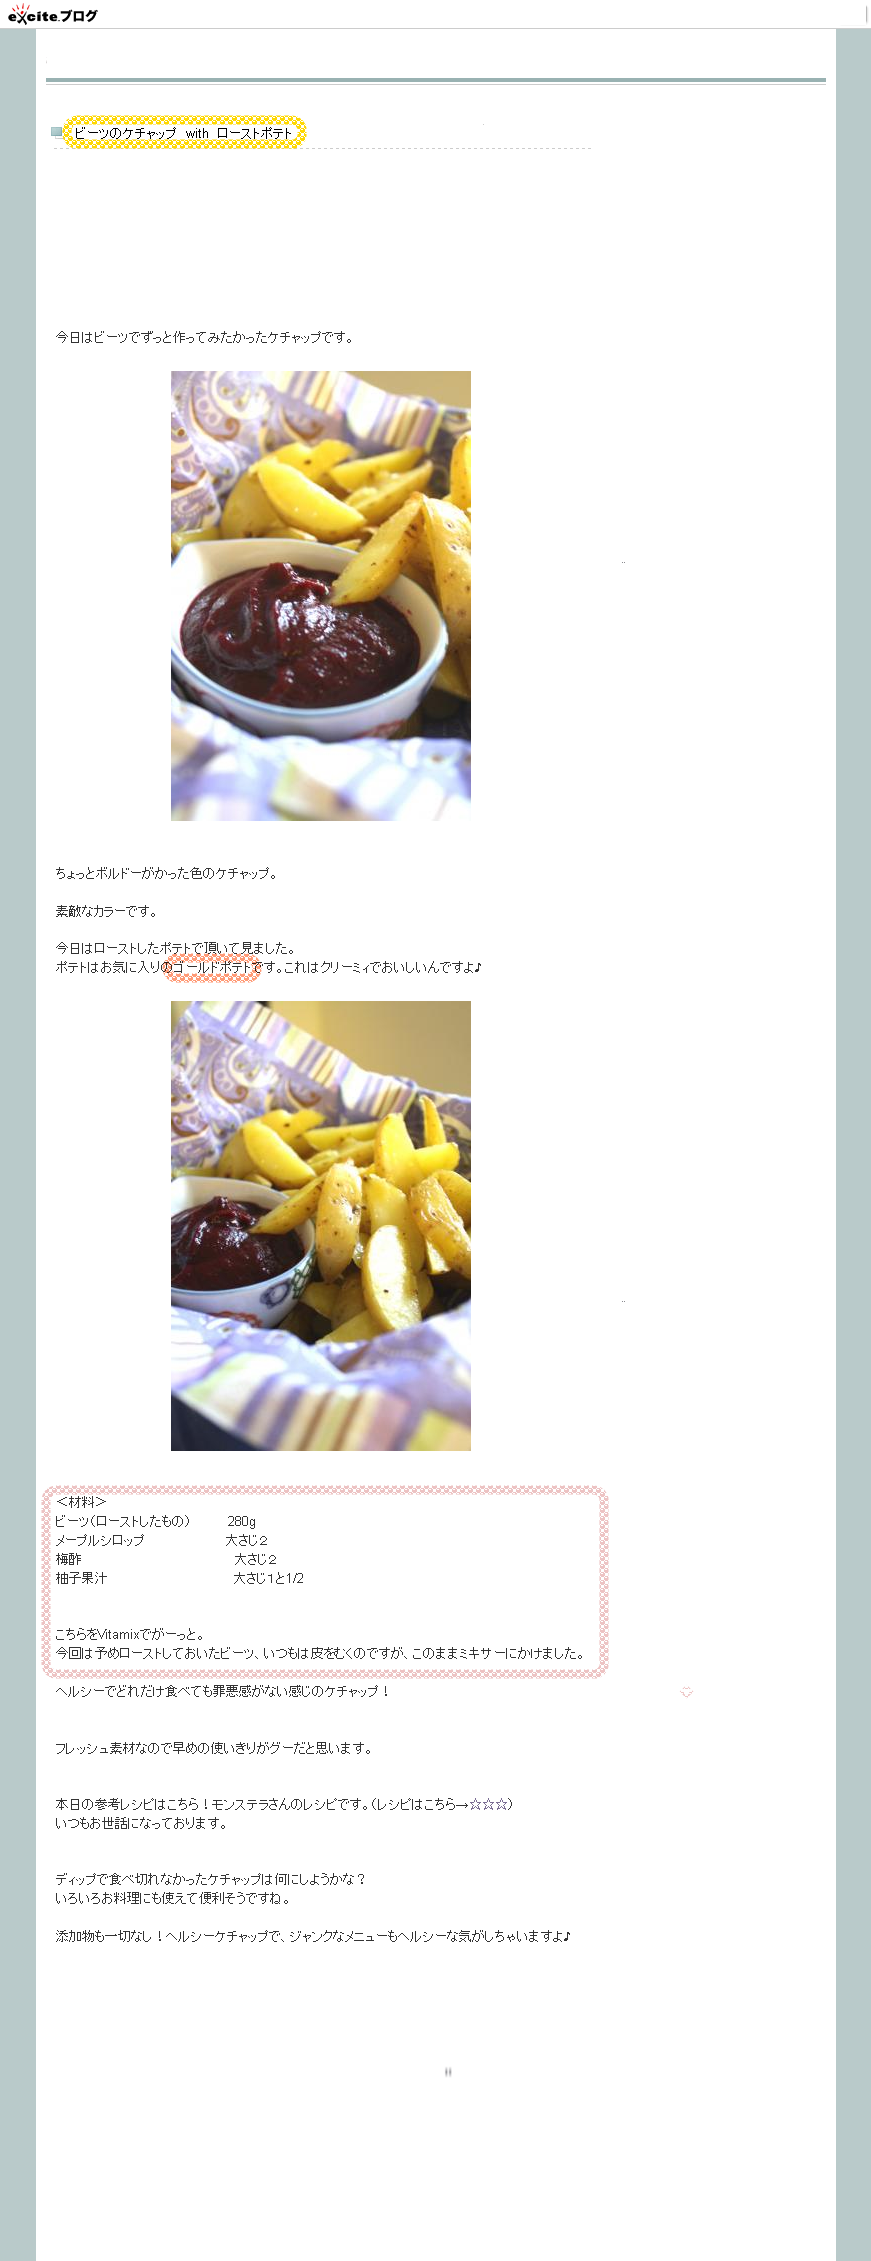 excite.ブログ
ビーツのケチャップ　with　ローストポテト
今日はビーツでずっと作ってみたかったケチャップです。
ちょっとボルドーがかった色のケチャップ。
素敵なカラーです。
今日はローストしたポテトで頂いて見ました。
ポテトはお気に入りのゴールドポテトです。これはクリーミィでおいしいんですよ♪
＜材料＞
ビーツ（ローストしたもの）　　　280g
メープルシロップ　　　　　　大さじ２
梅酢　　　　　　　　　　　　大さじ２
柚子果汁　　　　　　　　　　大さじ１と1/2
こちらをVitamixでがーっと。
今回は予めローストしておいたビーツ、いつもは皮をむくのですが、このままミキサーにかけました。
ヘルシーでどれだけ食べても罪悪感がない感じのケチャップ！
フレッシュ素材なので早めの使いきりがグーだと思います。
本日の参考レシピはこちら！モンステラさんのレシピです。（レシピはこちら→☆☆☆）
いつもお世話になっております。
ディップで食べ切れなかったケチャップは何にしようかな？
いろいろお料理にも使えて便利そうですね。
添加物も一切なし！ヘルシーケチャップで、ジャンクなメニューもヘルシーな気がしちゃいますよ♪